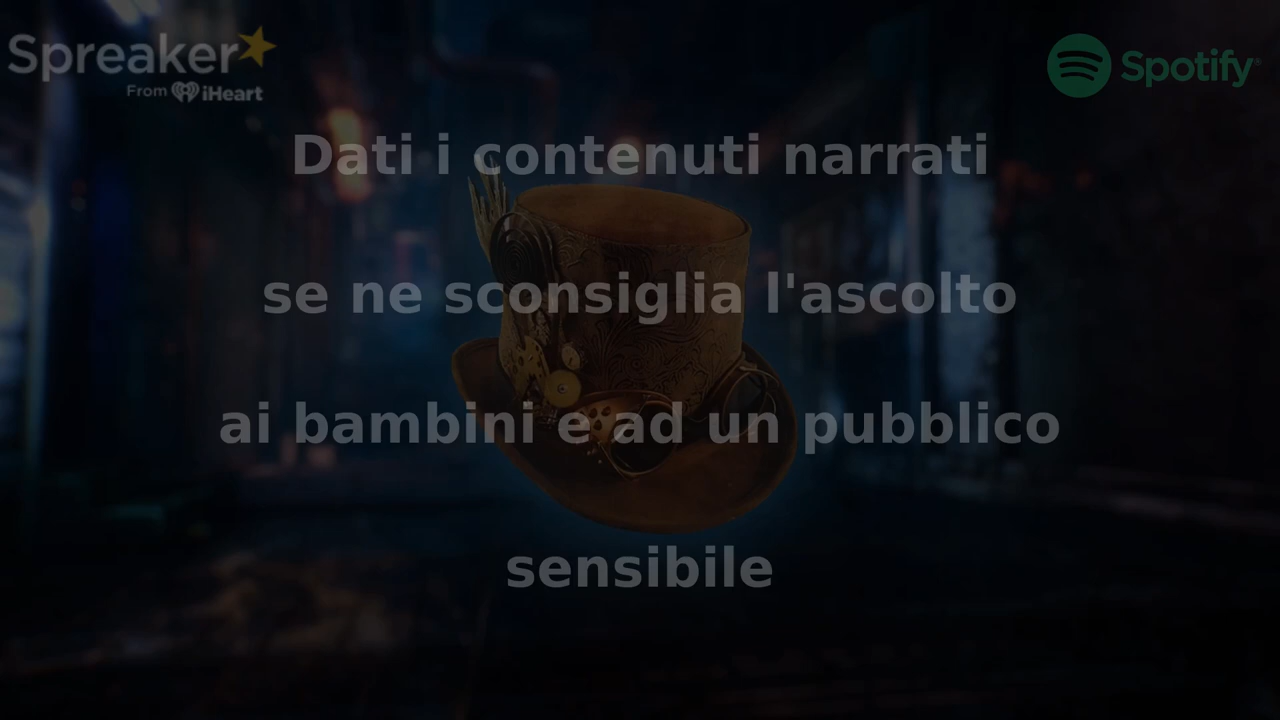 Spreaker
From iHeart
Spotify
Dati i contenuti narrati
se ne sconsiglia l'ascolto
ai bambini e ad un pubblico
sensibile